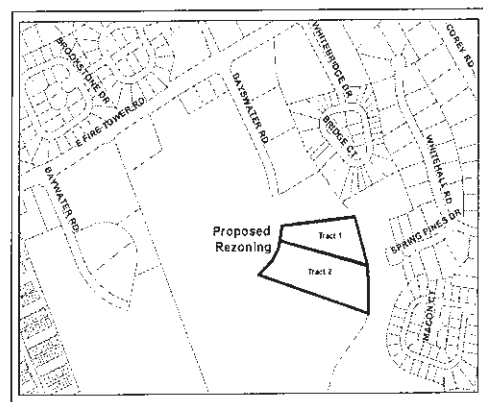 BROOKSTONE DR
E FIRE TOWER RD
BAYWATER RD
BAYSWATER RD
WHITEBRIDGE DR
BRIDGE CT
COREY RD
WHITEHALL RD
SPRING PINES DR
MACON CT
Proposed
Rezoning
Tract 1
Tract 2